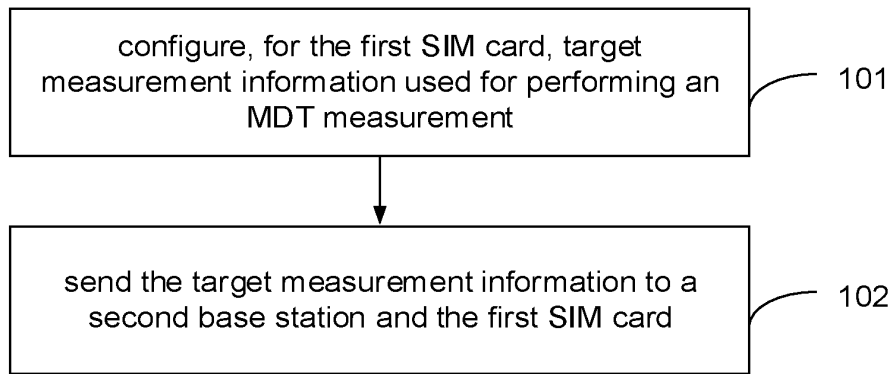 configure, for the first SIM card, target
measurement information used for performing an
MDT measurement
101
send the target measurement information to a
second base station and the first SIM card
102